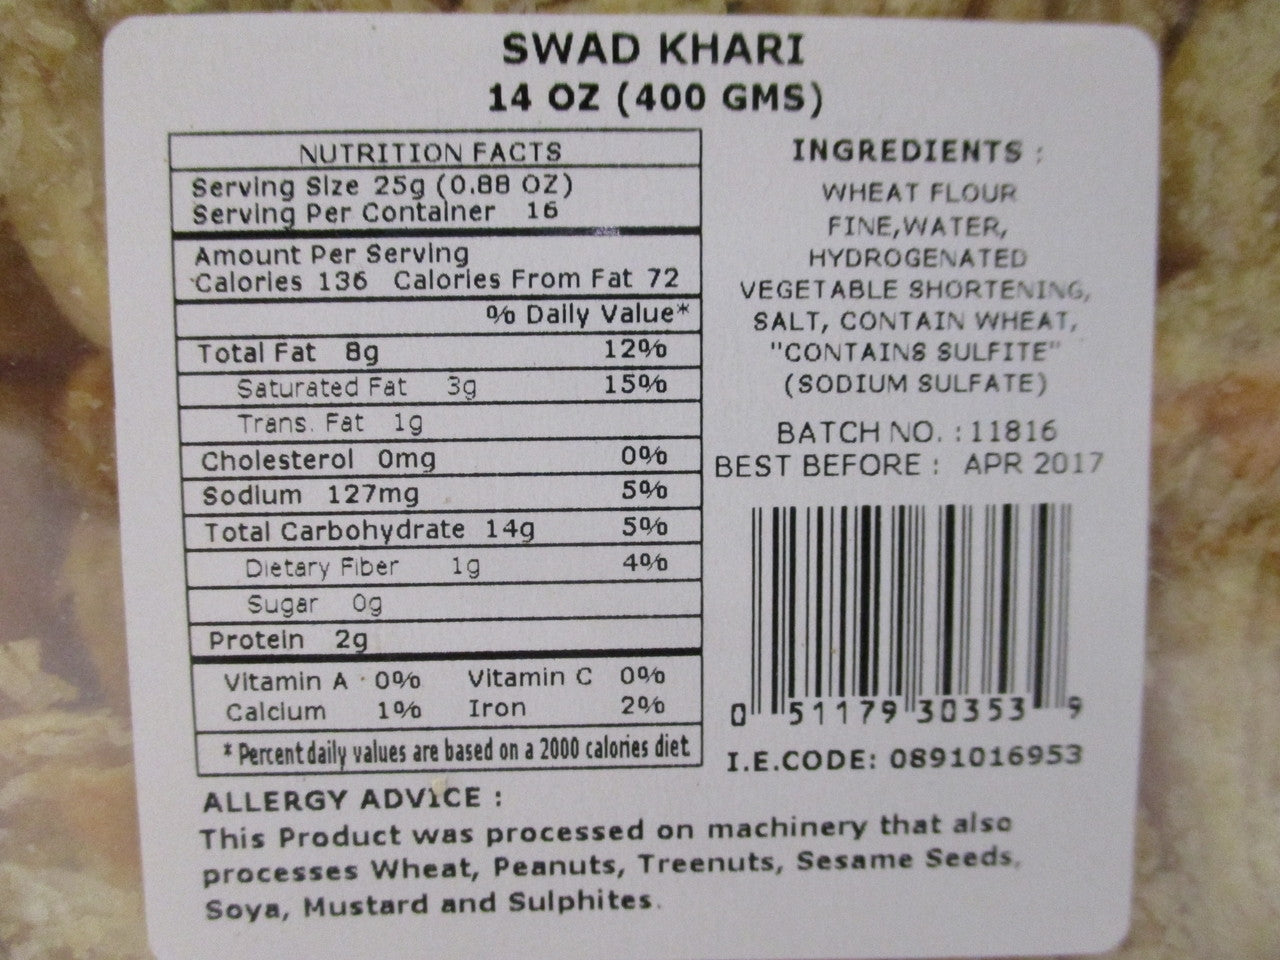 SWAD KHARI
14 OZ (400 GMS)
NUTRITION FACTS
Serving Size 25g (0.88 OZ)
Serving Per Container 16
Amount Per Serving
Calories 136 Calories From Fat 72
% Daily Value*
Total Fat 8g 12%
Saturated Fat 3g 15%
Trans. Fat 1g
Cholesterol 0mg 0%
Sodium 127mg 5%
Total Carbohydrate 14g 5%
Dietary Fiber 1g 4%
Sugar 0g
Protein 2g
Vitamin A 0% Vitamin C 0%
Calcium 1% Iron 2%
* Percent daily values are based on a 2000 calories diet
INGREDIENTS :
WHEAT FLOUR
FINE,WATER,
HYDROGENATED
VEGETABLE SHORTENING,
SALT, CONTAIN WHEAT,
"CONTAINS SULFITE"
(SODIUM SULFATE)
BATCH NO. : 11816
BEST BEFORE : APR 2017
0 51179 30353 9
I.E.CODE: 0891016953
ALLERGY ADVICE :
This Product was processed on machinery that also
processes Wheat, Peanuts, Treenuts, Sesame Seeds,
Soya, Mustard and Sulphites.